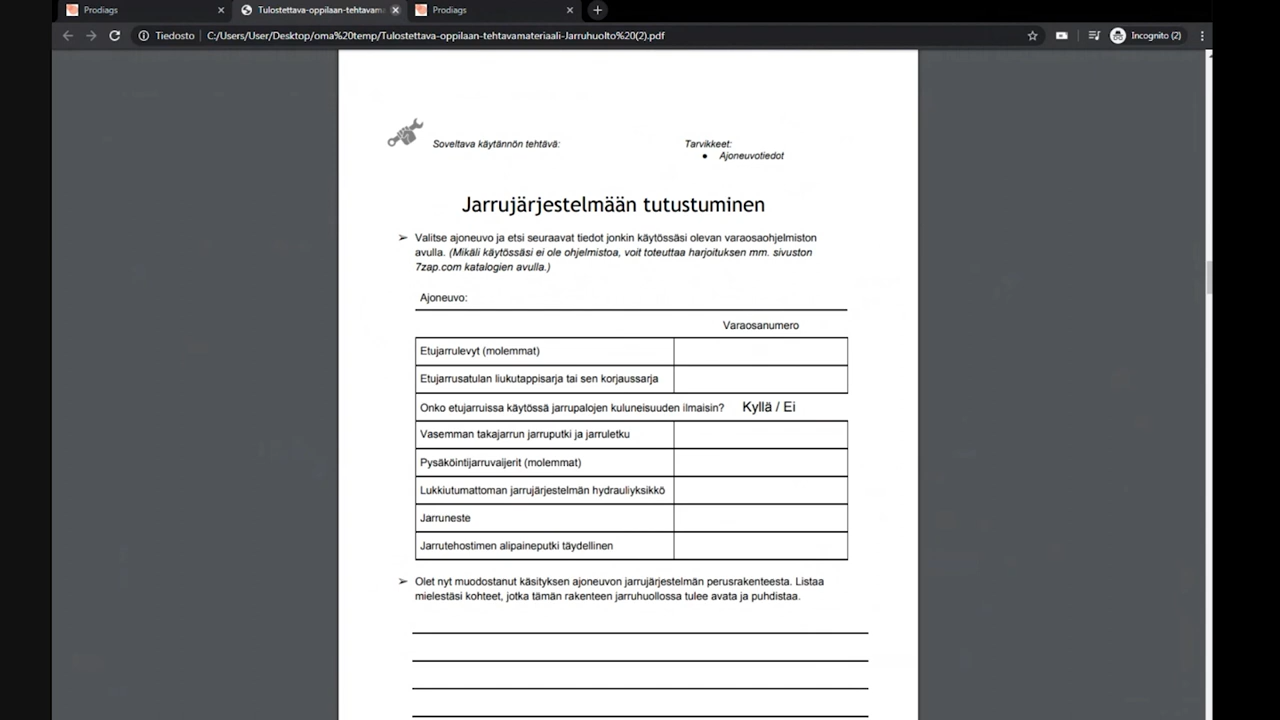 Prodiags
Tulostettava-oppilaan-tehtavama
Prodiags
Tiedosto
C:/Users/User/Desktop/oma%20temp/Tulostettava-oppilaan-tehtavamateriaali-Jarruhuolto%20(2).pdf
Incognito (2)
Soveltava käytännön tehtävä:
Tarvikkeet:
• Ajoneuvotiedot
Jarrujärjestelmään tutustuminen
➢ Valitse ajoneuvo ja etsi seuraavat tiedot jonkin käytössäsi olevan varaosaohjelmiston
avulla. (Mikäli käytössäsi ei ole ohjelmistoa, voit toteuttaa harjoituksen mm. sivuston
7zap.com katalogien avulla.)
Ajoneuvo:
Varaosanumero
Etujarrulevyt (molemmat)
Etujarrusatulan liukutappisarja tai sen korjaussarja
Onko etujarruissa käytössä jarrupalojen kuluneisuuden ilmaisin? Kyllä / Ei
Vasemman takajarrun jarruputki ja jarruletku
Pysäköintijarruvaijerit (molemmat)
Lukkiutumattoman jarrujärjestelmän hydrauliyksikkö
Jarruneste
Jarrutehostimen alipaineputki täydellinen
➢ Olet nyt muodostanut käsityksen ajoneuvon jarrujärjestelmän perusrakenteesta. Listaa
mielestäsi kohteet, jotka tämän rakenteen jarruhuollossa tulee avata ja puhdistaa.